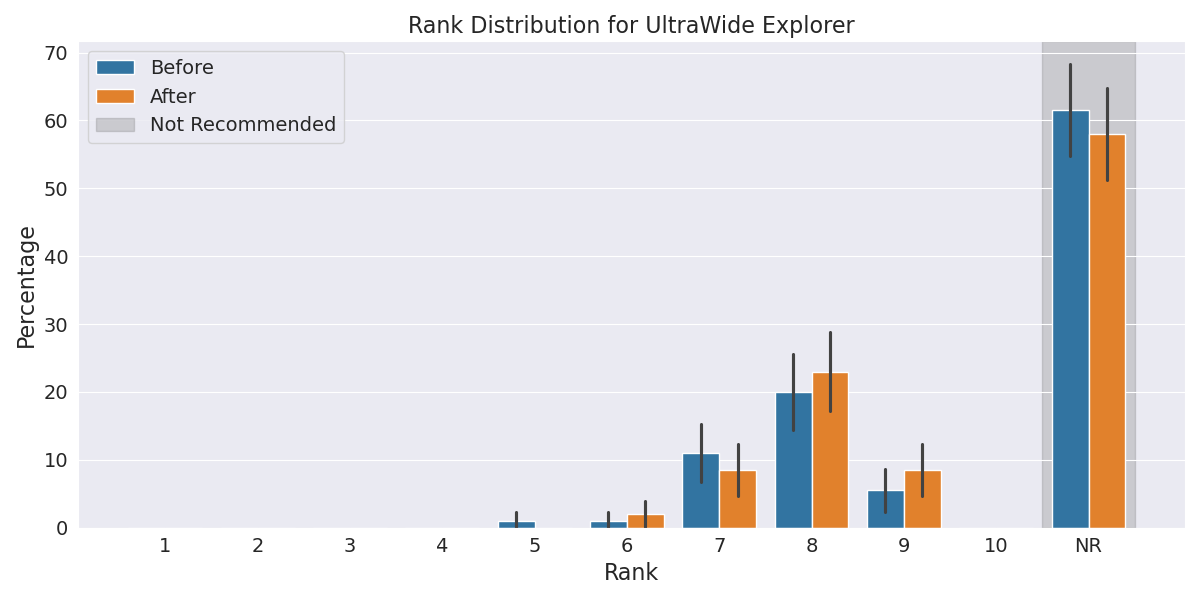 Rank Distribution for UltraWide Explorer
70
60
50
40
30
20
10
0
Percentage
Before
After
Not Recommended
1 2 3 4 5 6 7 8 9 10 NR
Rank